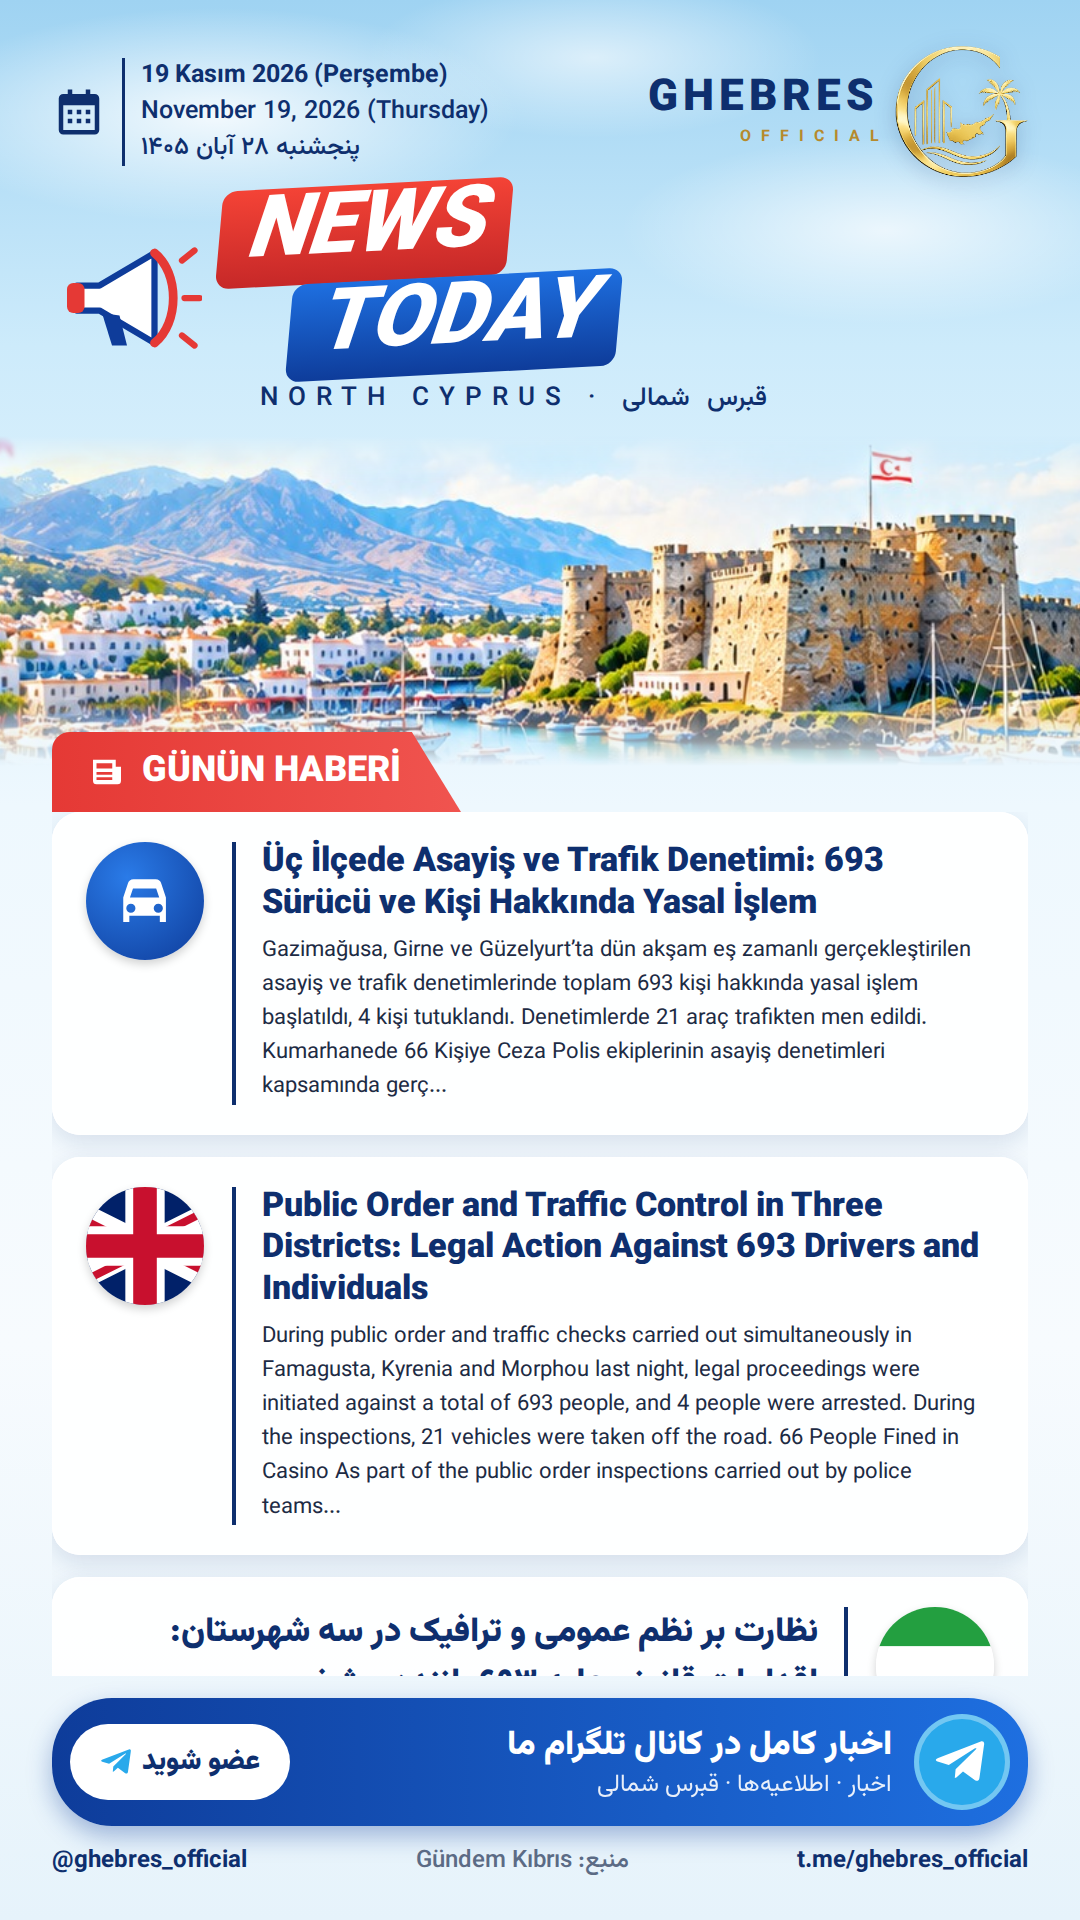 19 Kasım 2026 (Perşembe)
November 19, 2026 (Thursday)
پنجشنبه ۲۸ آبان ۱۴۰۵
GHEBRES
OFFICIAL
NEWS
TODAY
NORTH CYPRUS · قبرس شمالی
GÜNÜN HABERİ
Üç İlçede Asayiş ve Trafik Denetimi: 693
Sürücü ve Kişi Hakkında Yasal İşlem
Gazimağusa, Girne ve Güzelyurt’ta dün akşam eş zamanlı gerçekleştirilen
asayiş ve trafik denetimlerinde toplam 693 kişi hakkında yasal işlem
başlatıldı, 4 kişi tutuklandı. Denetimlerde 21 araç trafikten men edildi.
Kumarhanede 66 Kişiye Ceza Polis ekiplerinin asayiş denetimleri
kapsamında gerç...
Public Order and Traffic Control in Three
Districts: Legal Action Against 693 Drivers and
Individuals
During public order and traffic checks carried out simultaneously in
Famagusta, Kyrenia and Morphou last night, legal proceedings were
initiated against a total of 693 people, and 4 people were arrested. During
the inspections, 21 vehicles were taken off the road. 66 People Fined in
Casino As part of the public order inspections carried out by police
teams...
نظارت بر نظم عمومی و ترافیک در سه شهرستان:
اخبار کامل در کانال تلگرام ما
اخبار · اطلاعیه‌ها · قبرس شمالی
عضو شوید
@ghebres_official
منبع: Gündem Kıbrıs
t.me/ghebres_official